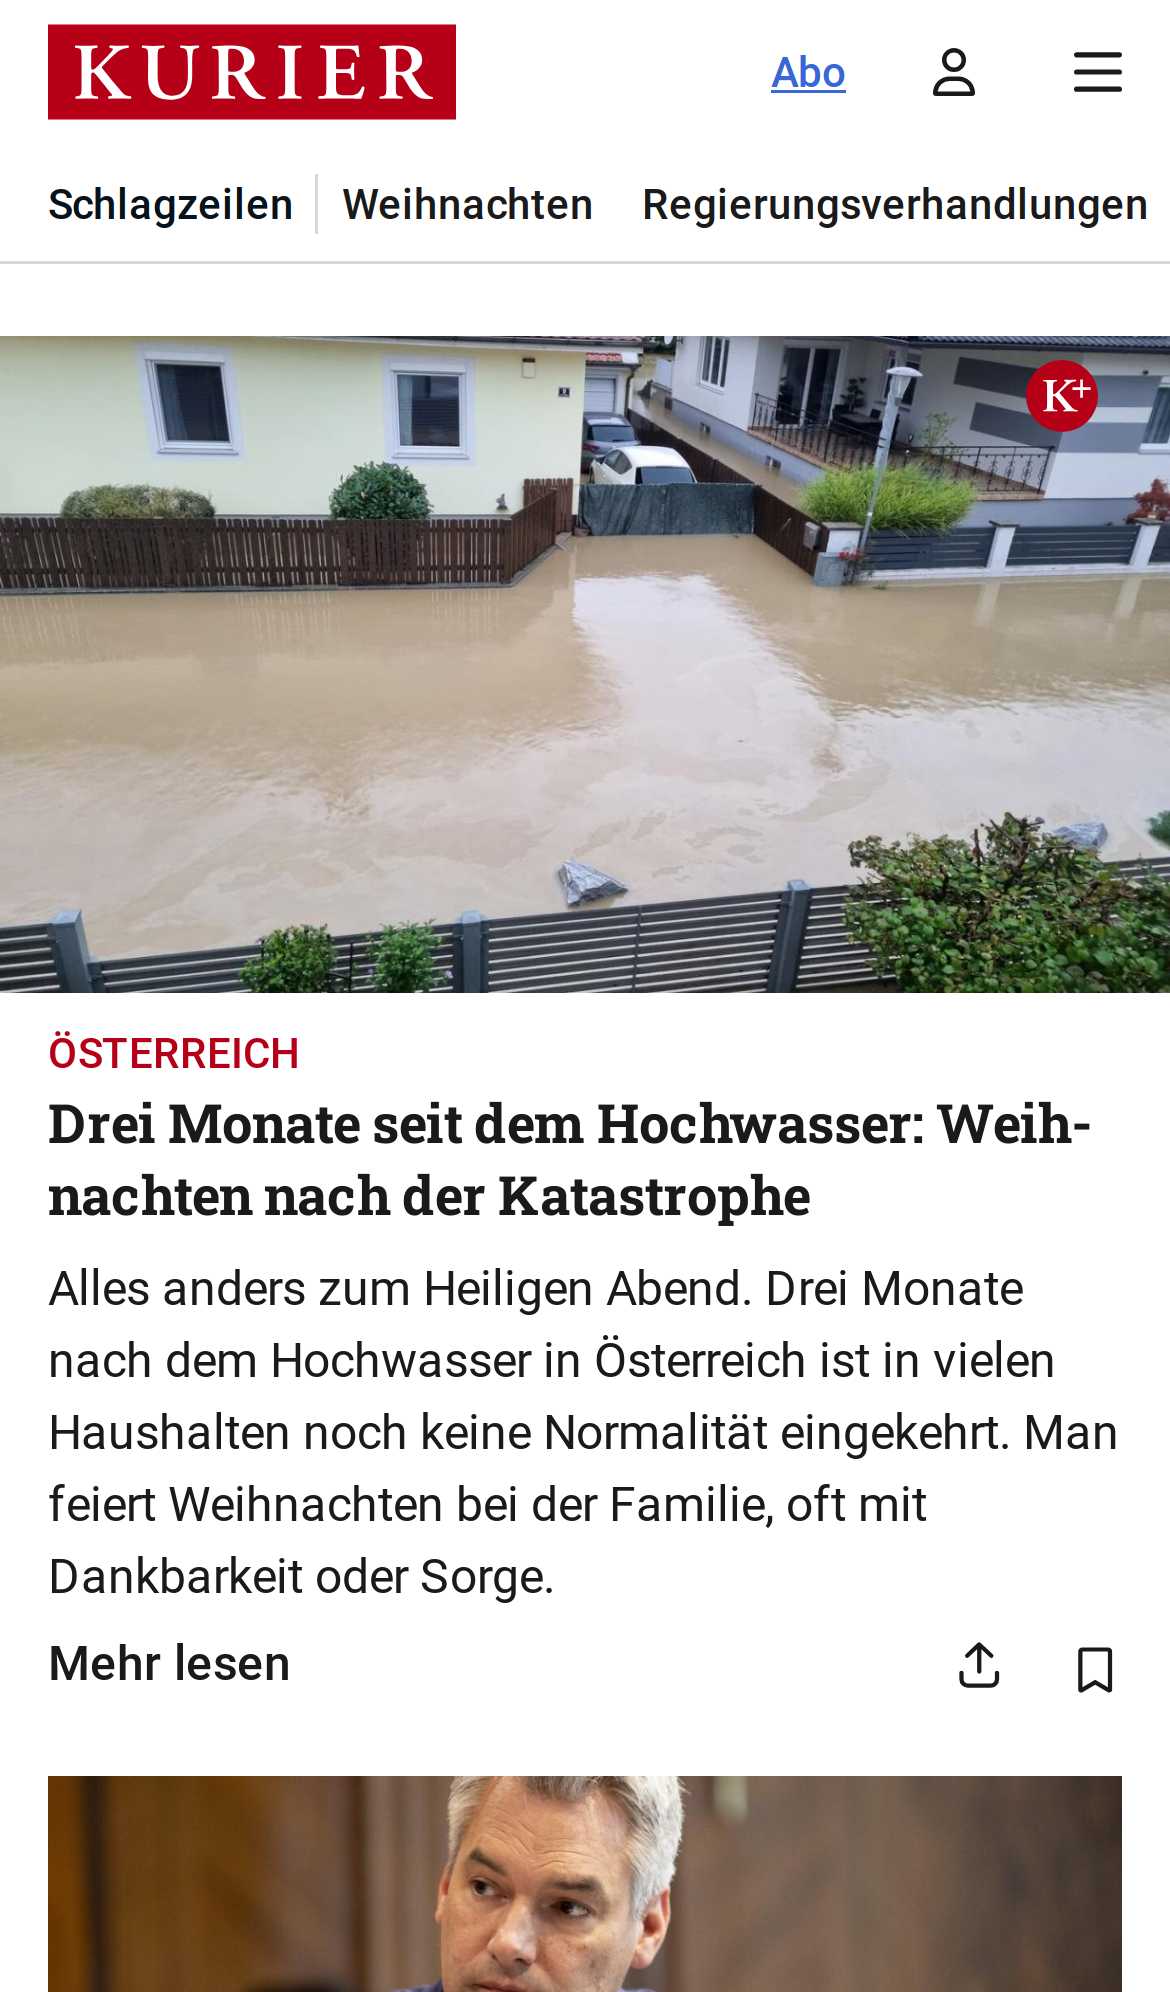 KURIER
Abo
Schlagzeilen
Weihnachten
Regierungsverhandlungen
K+
ÖSTERREICH
Drei Monate seit dem Hochwasser: Weih-
nachten nach der Katastrophe
Alles anders zum Heiligen Abend. Drei Monate
nach dem Hochwasser in Österreich ist in vielen
Haushalten noch keine Normalität eingekehrt. Man
feiert Weihnachten bei der Familie, oft mit
Dankbarkeit oder Sorge.
Mehr lesen